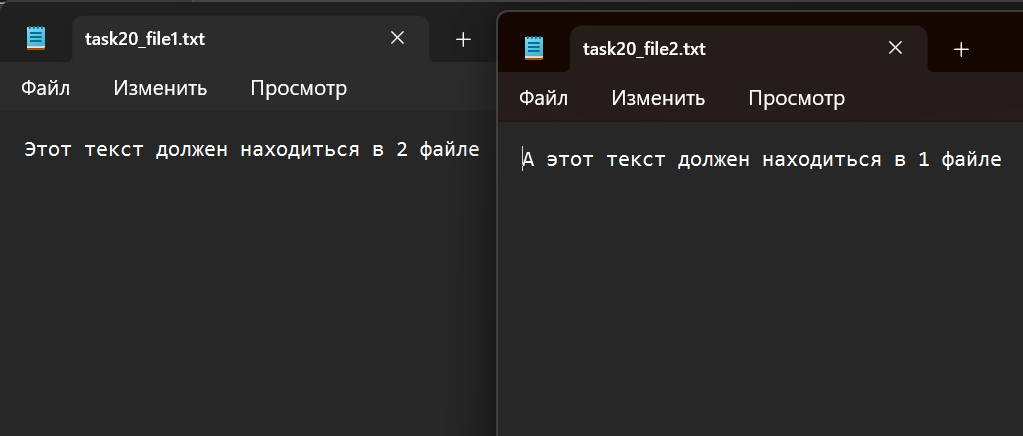 task20_file1.txt
Файл Изменить Просмотр
Этот текст должен находиться в 2 файле
task20_file2.txt
Файл Изменить Просмотр
А этот текст должен находиться в 1 файле